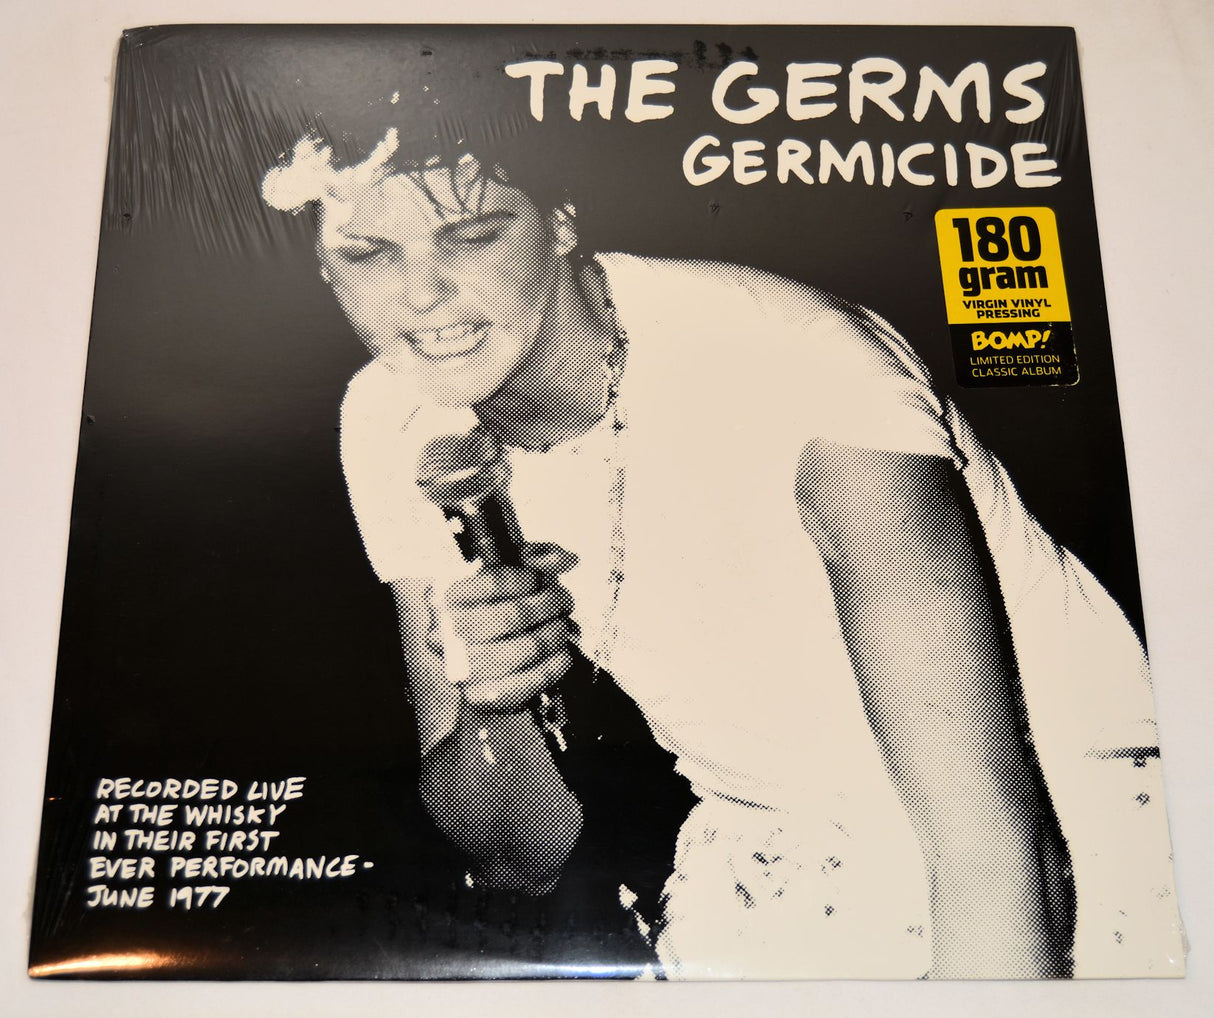 THE GERMS
GERMICIDE
180
gram
VIRGIN VINYL
PRESSING
BOMP!
LIMITED EDITION
CLASSIC ALBUM
RECORDED LIVE
AT THE WHISKY
IN THEIR FIRST
EVER PERFORMANCE-
JUNE 1977